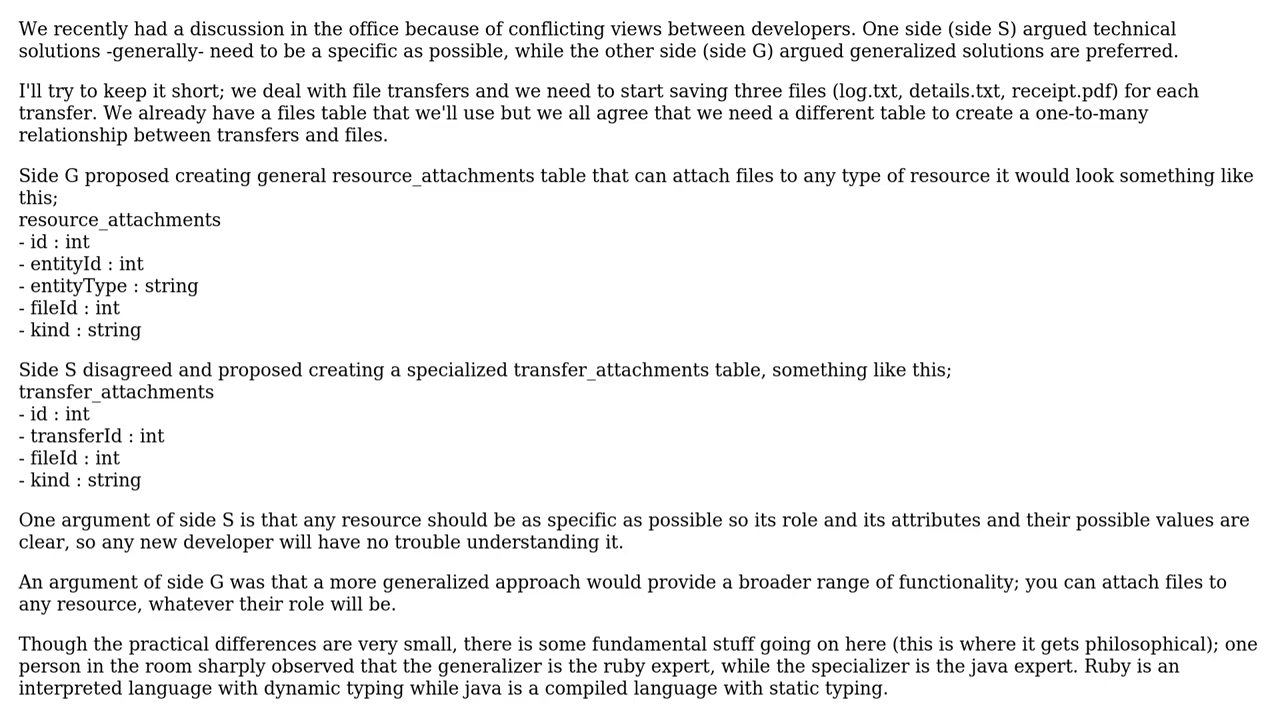 We recently had a discussion in the office because of conflicting views between developers. One side (side S) argued technical
solutions -generally- need to be a specific as possible, while the other side (side G) argued generalized solutions are preferred.
I'll try to keep it short; we deal with file transfers and we need to start saving three files (log.txt, details.txt, receipt.pdf) for each
transfer. We already have a files table that we'll use but we all agree that we need a different table to create a one-to-many
relationship between transfers and files.
Side G proposed creating general resource_attachments table that can attach files to any type of resource it would look something like
this;
resource_attachments
- id : int
- entityId : int
- entityType : string
- fileId : int
- kind : string
Side S disagreed and proposed creating a specialized transfer_attachments table, something like this;
transfer_attachments
- id : int
- transferId : int
- fileId : int
- kind : string
One argument of side S is that any resource should be as specific as possible so its role and its attributes and their possible values are
clear, so any new developer will have no trouble understanding it.
An argument of side G was that a more generalized approach would provide a broader range of functionality; you can attach files to
any resource, whatever their role will be.
Though the practical differences are very small, there is some fundamental stuff going on here (this is where it gets philosophical); one
person in the room sharply observed that the generalizer is the ruby expert, while the specializer is the java expert. Ruby is an
interpreted language with dynamic typing while java is a compiled language with static typing.